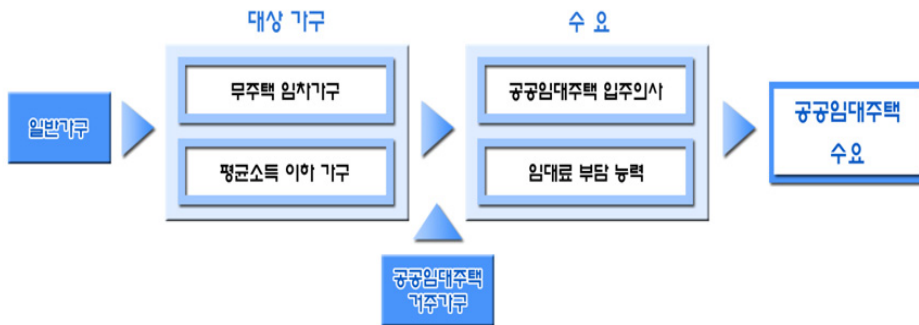 대상 가구
수 요
일반가구
무주택 임차가구
평균소득 이하 가구
공공임대주택 입주의사
임대료 부담 능력
공공임대주택
수요
공공임대주택
거주가구